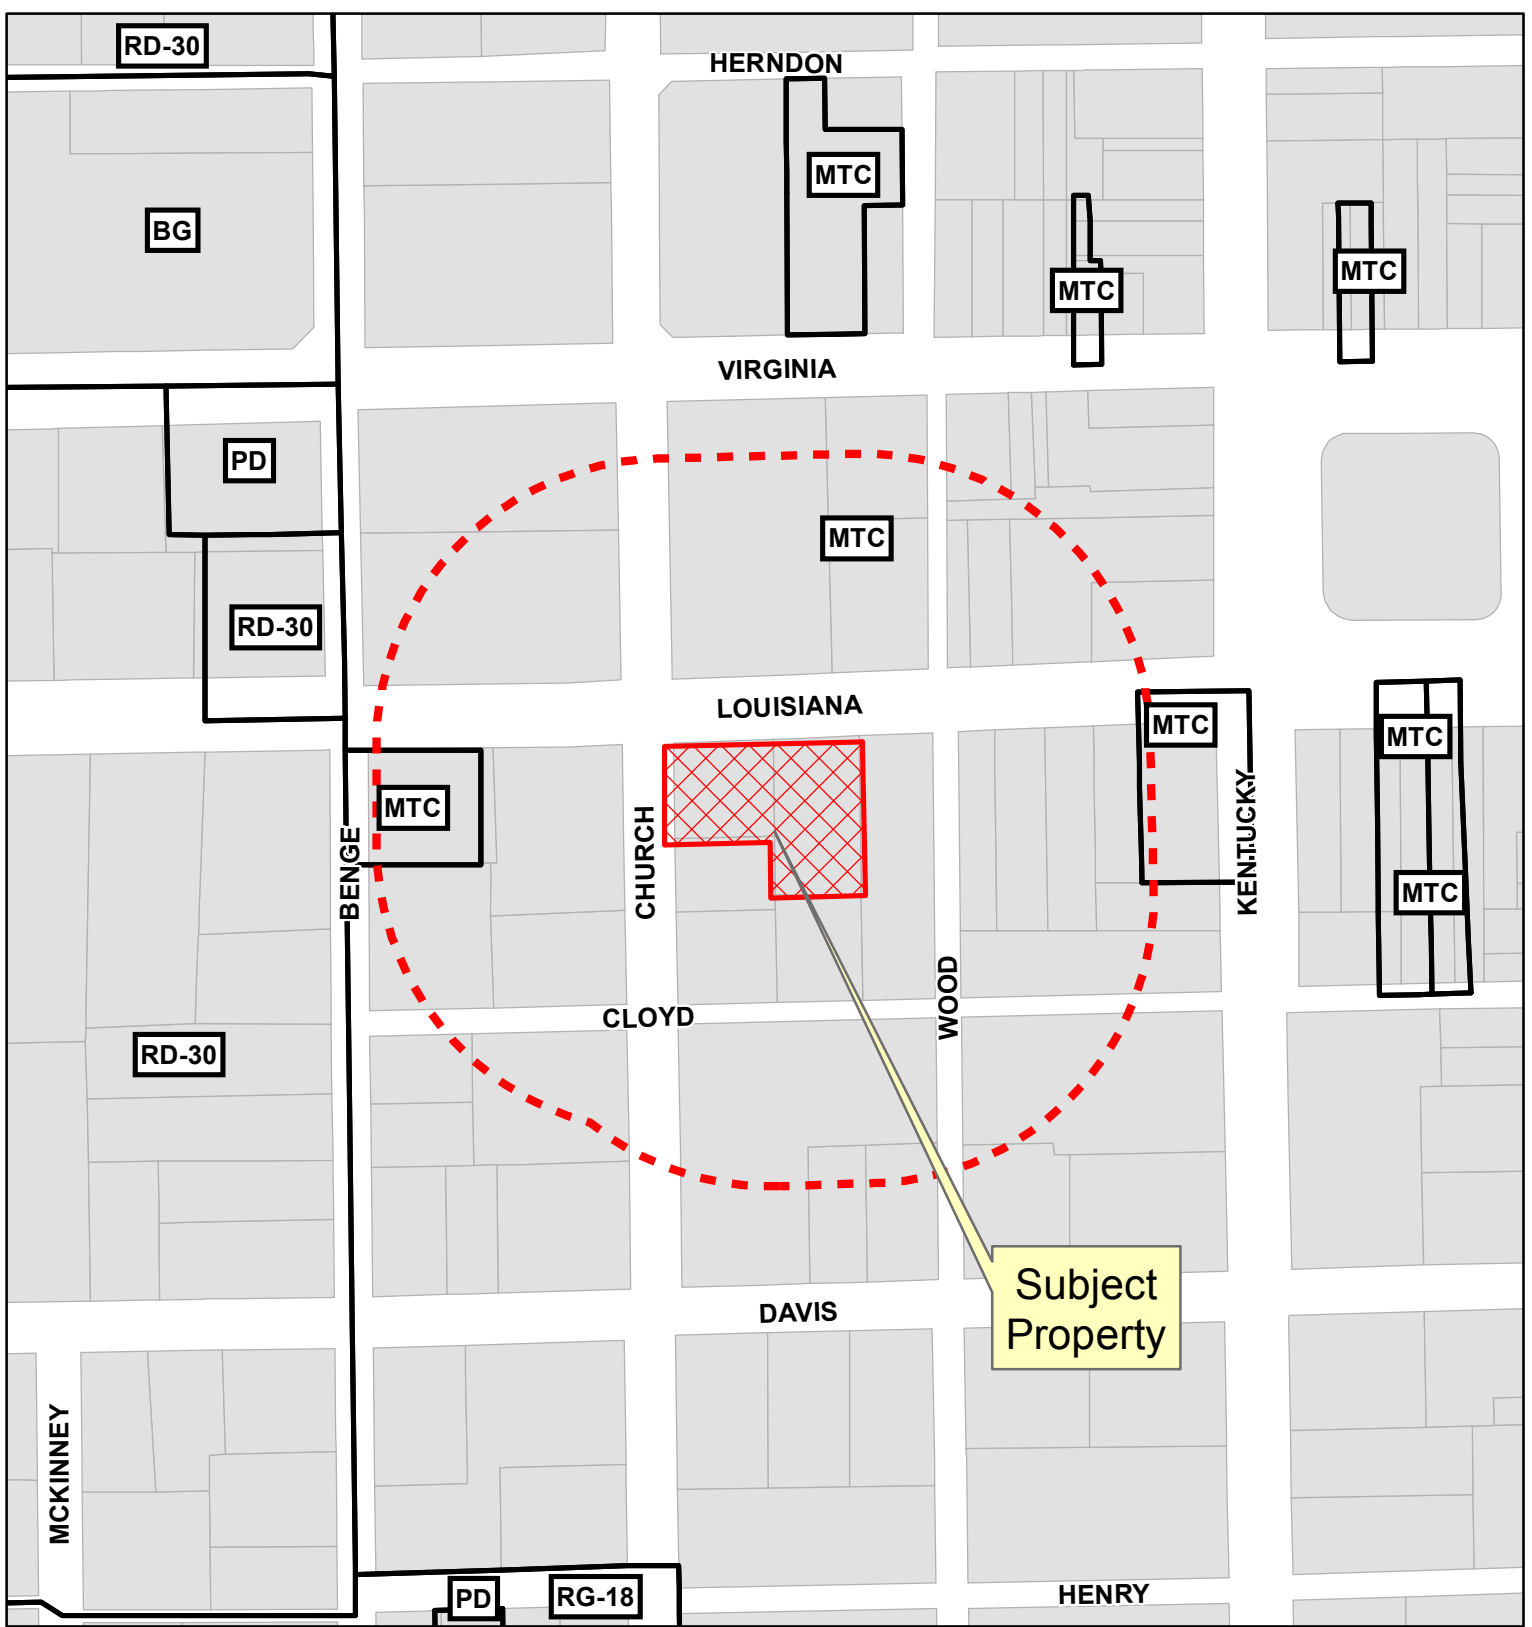 RD-30
HERNDON
MTC
BG
MTC
MTC
VIRGINIA
PD
MTC
RD-30
LOUISIANA
MTC
MTC
MTC
BENGE
CHURCH
KENTUCKY
MTC
WOOD
CLOYD
RD-30
Subject
Property
DAVIS
MCKINNEY
PD
RG-18
HENRY